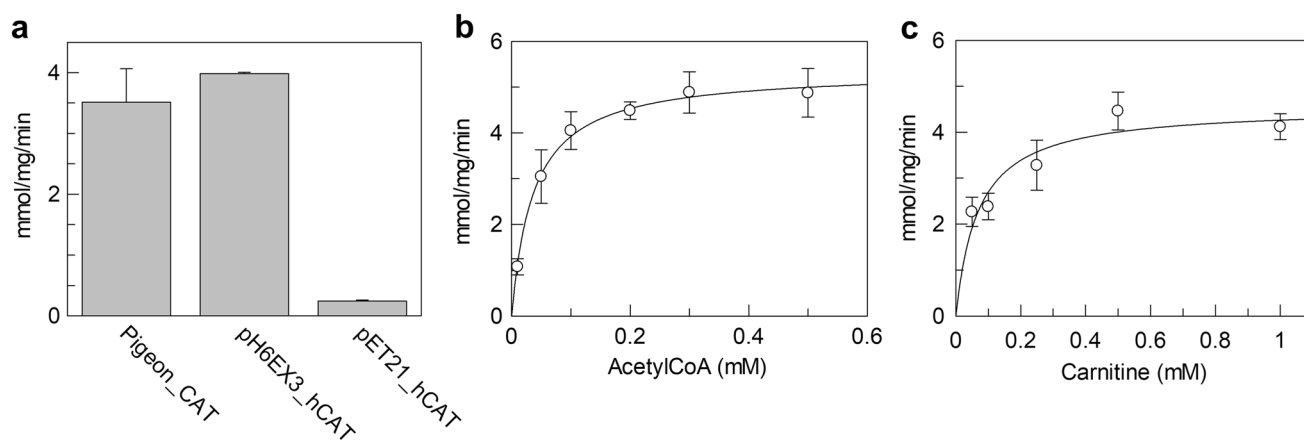 a
4
2
0
mmol/mg/min
Pigeon_CAT
pH6EX3_hCAT
pET21_hCAT
b
6
4
2
0
mmol/mg/min
0
0.2
0.4
0.6
AcetylCoA (mM)
c
6
4
2
0
mmol/mg/min
0
0.2
0.4
0.6
0.8
1
Carnitine (mM)